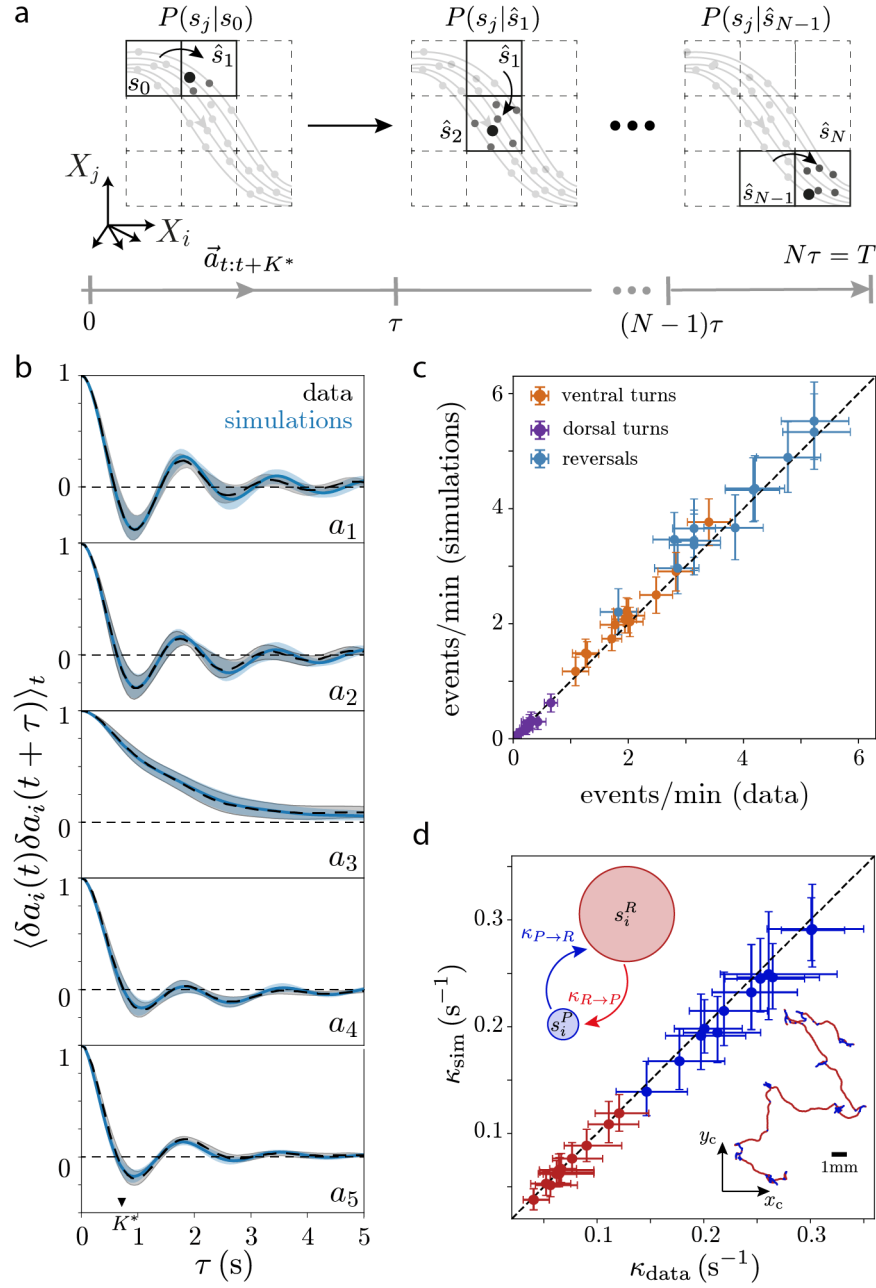 a
P(s_j|s_0) P(s_j|ŝ_1) P(s_j|ŝ_{N−1})
s_0 ŝ_1 ŝ_1
ŝ_2 ŝ_N
ŝ_{N−1}
X_j
X_i
a⃗_{t:t+K*} Nτ = T
0 τ (N − 1)τ
b
⟨δa_i(t)δa_i(t + τ)⟩_t
1
data
simulations
0
a_1
1
0
a_2
1
0
a_3
1
0
a_4
1
0
a_5
K*
0 1 2 3 4 5
τ (s)
c
events/min (simulations)
6
4
2
0
ventral turns
dorsal turns
reversals
0 2 4 6
events/min (data)
d
κ_sim (s⁻¹)
0.3
0.2
0.1
s_i^R
κ_{P→R}
κ_{R→P}
s_i^P
y_c
x_c
1mm
0.1 0.2 0.3
κ_data (s⁻¹)